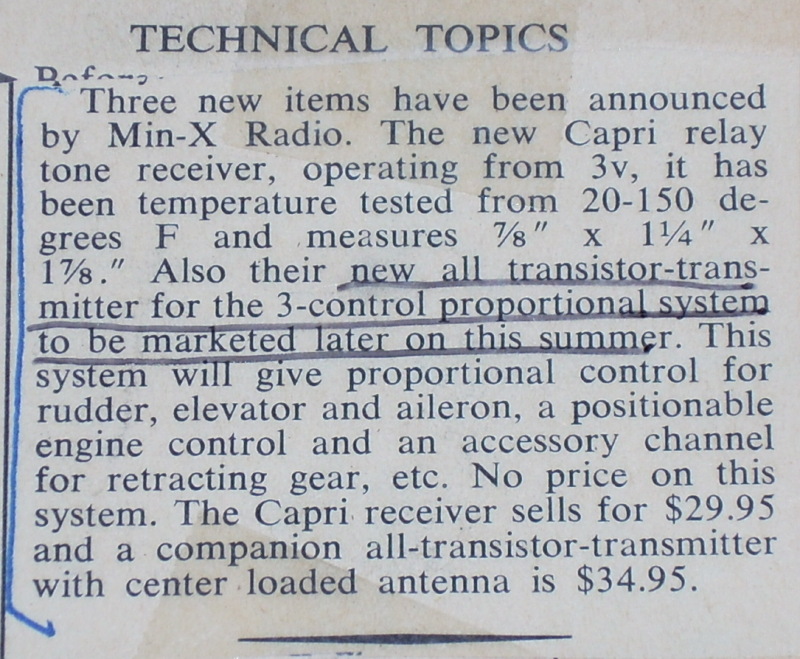 TECHNICAL TOPICS
Three new items have been announced
by Min-X Radio. The new Capri relay
tone receiver, operating from 3v, it has
been temperature tested from 20-150 de-
grees F and measures ⅞" x 1¼" x
1⅞." Also their new all transistor-trans-
mitter for the 3-control proportional system
to be marketed later on this summer. This
system will give proportional control for
rudder, elevator and aileron, a positionable
engine control and an accessory channel
for retracting gear, etc. No price on this
system. The Capri receiver sells for $29.95
and a companion all-transistor-transmitter
with center loaded antenna is $34.95.